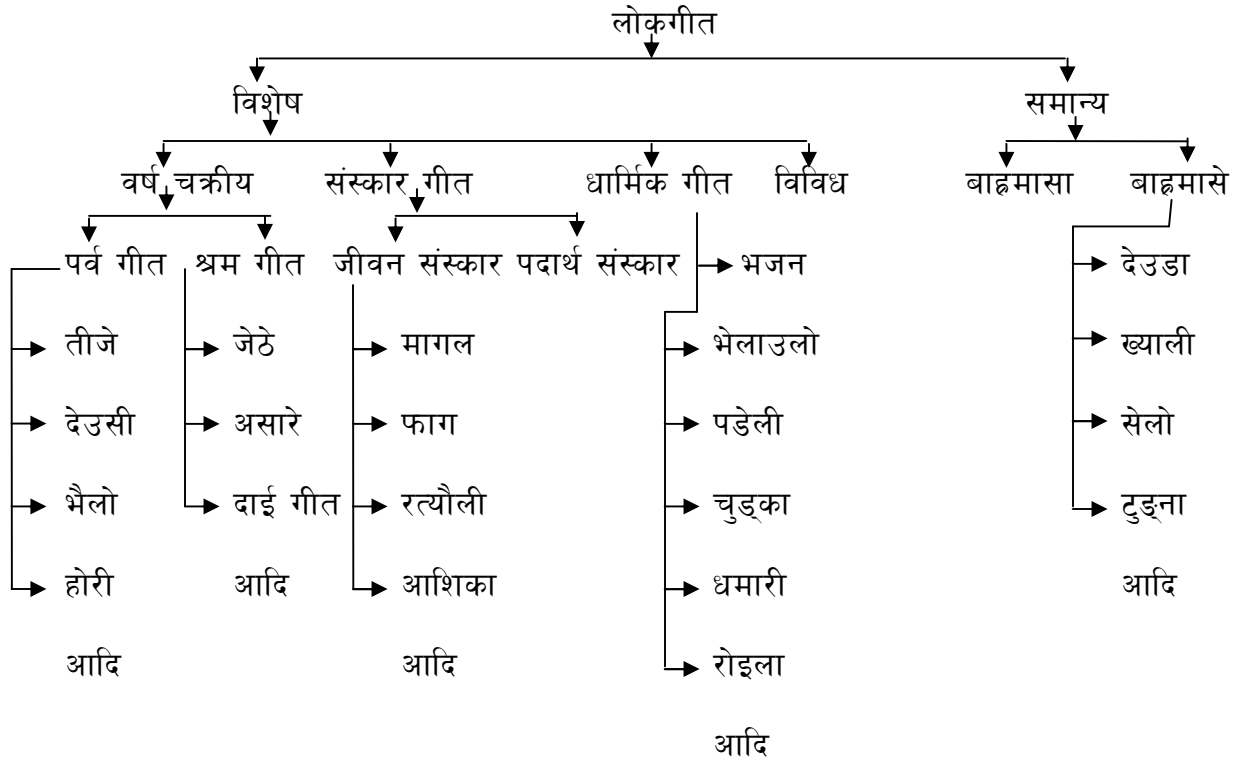 लोकगीत
विशेष समान्य
वर्ष चक्रीय संस्कार गीत धार्मिक गीत विविध बाह्रमासा बाह्रमासे
पर्व गीत श्रम गीत जीवन संस्कार पदार्थ संस्कार भजन देउडा
तीजे जेठे मागल भेलाउलो ख्याली
देउसी असारे फाग पडेली सेलो
भैलो दाई गीत रत्यौली चुड्का टुङ्ना
होरी आदि आशिका धमारी आदि
आदि आदि रोइला
आदि